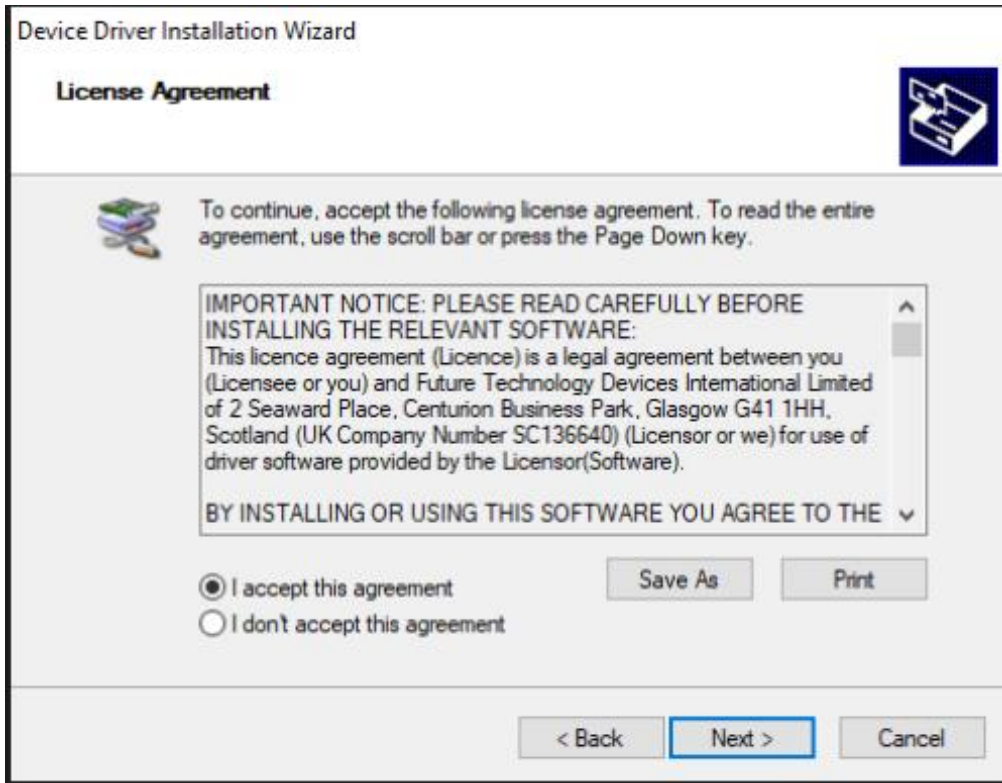 Device Driver Installation Wizard
License Agreement
To continue, accept the following license agreement. To read the entire
agreement, use the scroll bar or press the Page Down key.
IMPORTANT NOTICE: PLEASE READ CAREFULLY BEFORE
INSTALLING THE RELEVANT SOFTWARE:
This licence agreement (Licence) is a legal agreement between you
(Licensee or you) and Future Technology Devices International Limited
of 2 Seaward Place, Centurion Business Park, Glasgow G41 1HH,
Scotland (UK Company Number SC136640) (Licensor or we) for use of
driver software provided by the Licensor(Software).
BY INSTALLING OR USING THIS SOFTWARE YOU AGREE TO THE
I accept this agreement
Save As
Print
I don't accept this agreement
< Back
Next >
Cancel